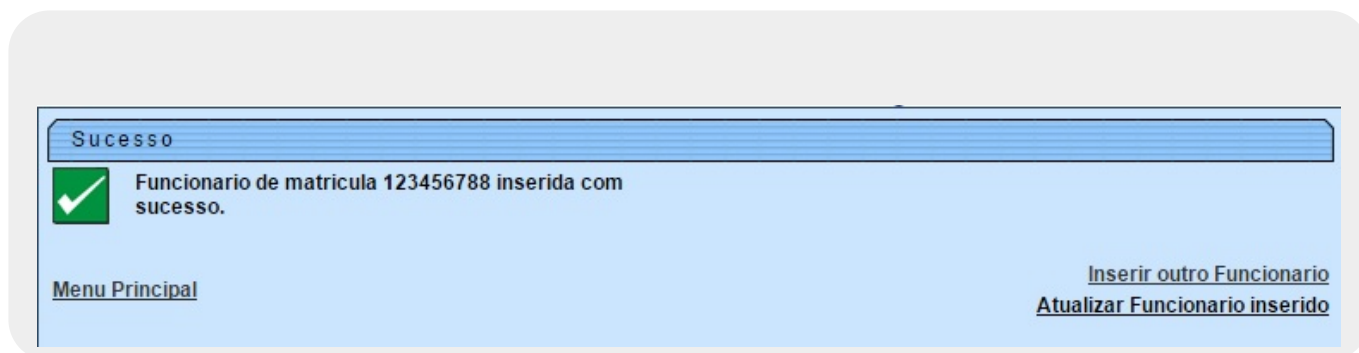 Sucesso
Funcionario de matricula 123456788 inserida com
sucesso.
Menu Principal
Inserir outro Funcionario
Atualizar Funcionario inserido